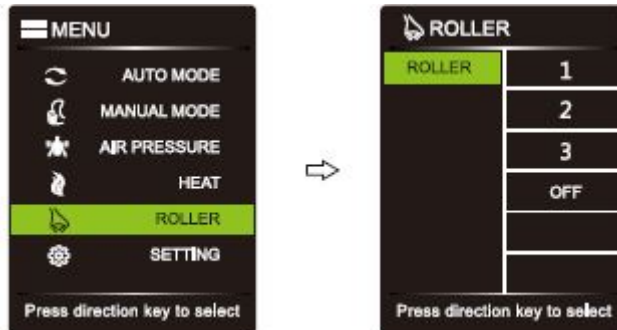 MENU
AUTO MODE
MANUAL MODE
AIR PRESSURE
HEAT
ROLLER
SETTING
Press direction key to select
ROLLER
ROLLER
1
2
3
OFF
Press direction key to select